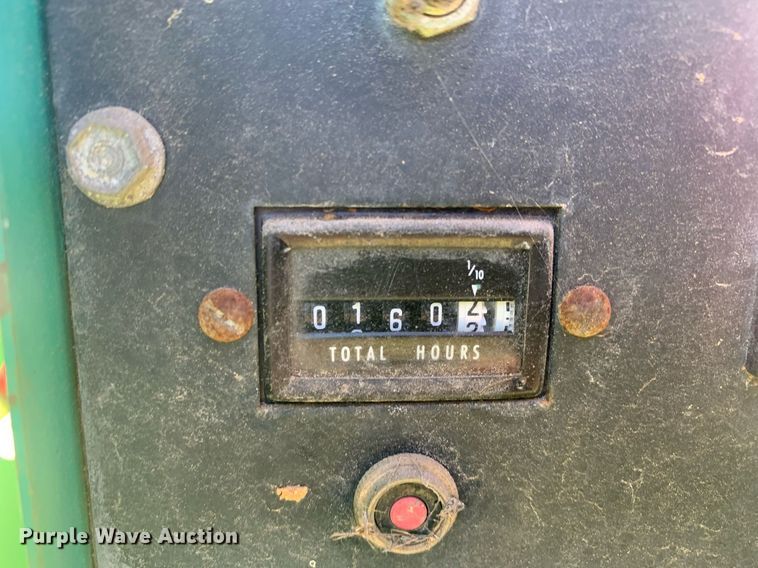 1/10
0160
TOTAL HOURS
Purple Wave Auction